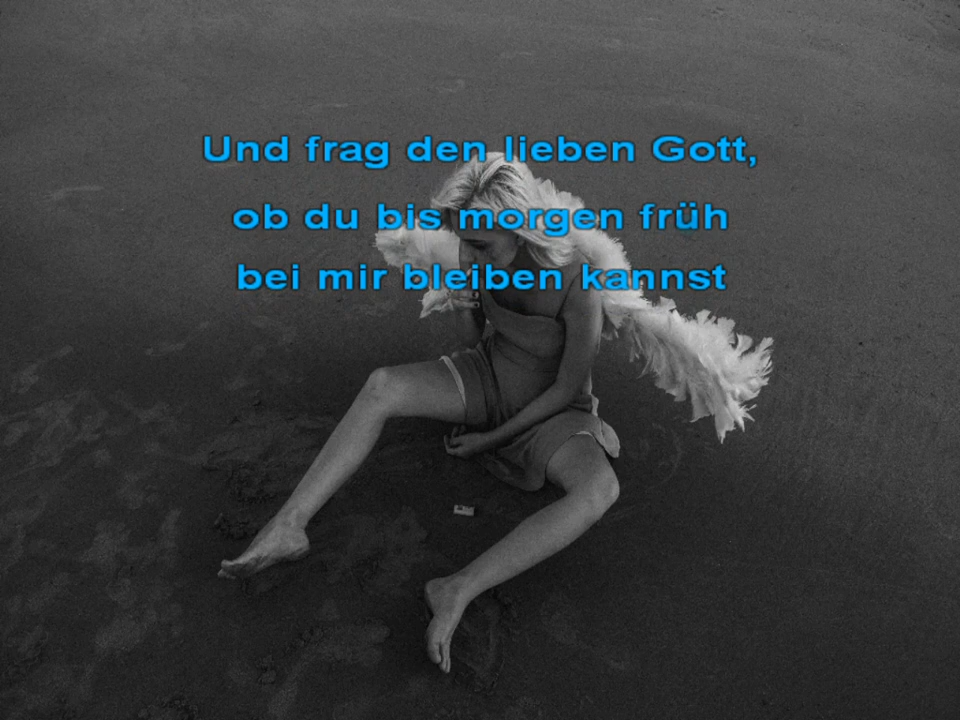 Und frag den lieben Gott,
ob du bis morgen früh
bei mir bleiben kannst